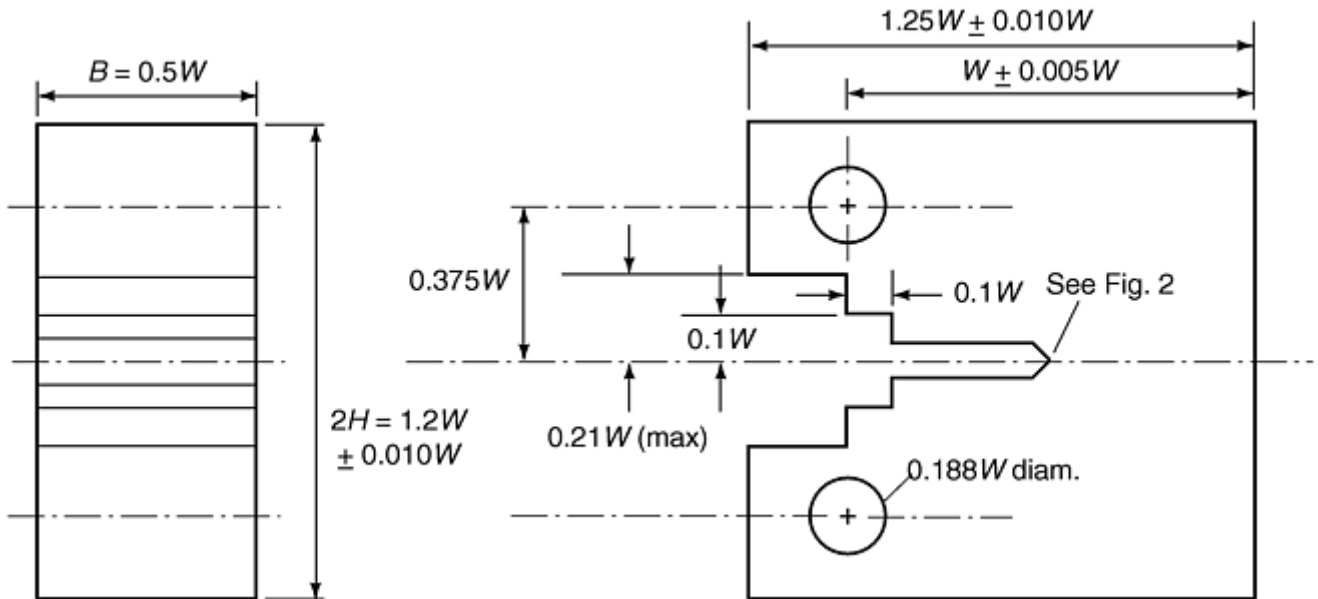 1.25W ± 0.010W
B = 0.5W
W ± 0.005W
0.375W
0.1W
See Fig. 2
0.1W
2H = 1.2W
± 0.010W
0.21W (max)
0.188W diam.